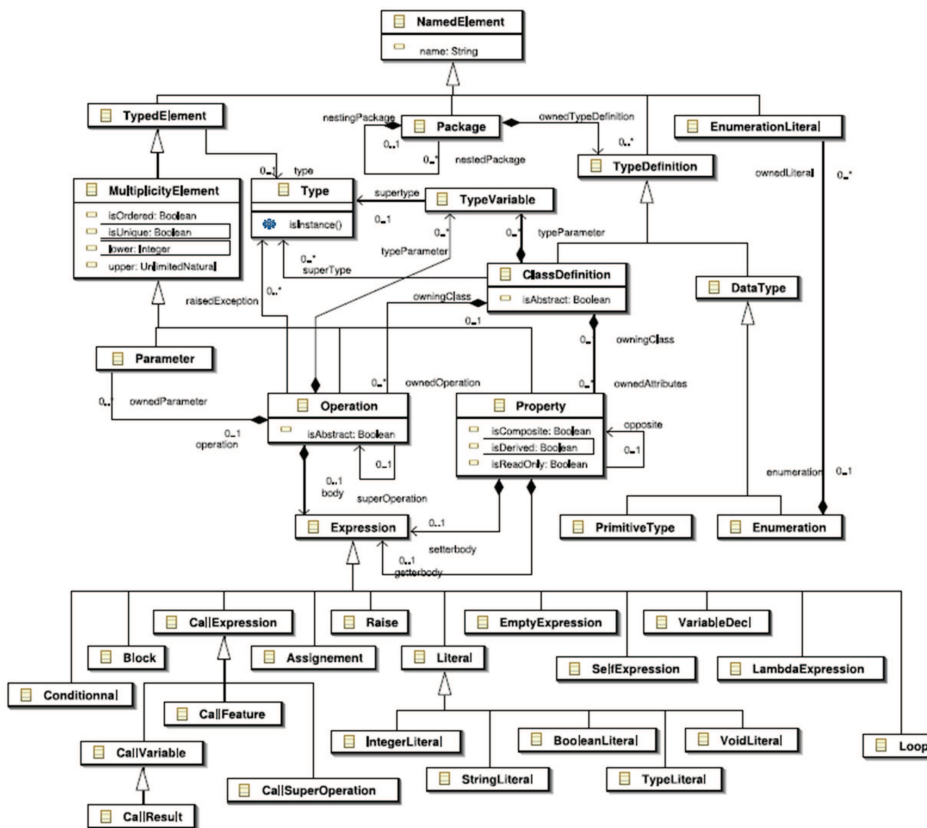 NamedElement
name: String
TypedElement
nestingPackage
Package
ownedTypeDefinition
EnumerationLiteral
0..1
0..*
nestedPackage
0..*
TypeDefinition
ownedLiteral
0..*
0..1
type
MultiplicityElement
isOrdered: Boolean
isUnique: Boolean
lower: Integer
upper: UnlimitedNatural
Type
isInstance()
supertype
0..1
TypeVariable
0..*
0..*
typeParameter
typeParameter
0..*
superType
0..*
raisedException
ClassDefinition
isAbstract: Boolean
DataType
owningClass
0..1
0..
owningClass
Parameter
0..*
ownedParameter
0..1
operation
0..*
ownedOperation
0..*
ownedAttributes
Operation
isAbstract: Boolean
Property
isComposite: Boolean
isDerived: Boolean
isReadOnly: Boolean
opposite
0..1
0..1
superOperation
0..1
body
enumeration
0..1
Expression
0..1
setterbody
0..1
getterbody
PrimitiveType
Enumeration
CallExpression
Raise
EmptyExpression
VariableDecl
Block
Assignement
Literal
SelfExpression
LambdaExpression
Conditionnal
CallFeature
IntegerLiteral
BooleanLiteral
VoidLiteral
Loop
CallVariable
StringLiteral
TypeLiteral
CallSuperOperation
CallResult